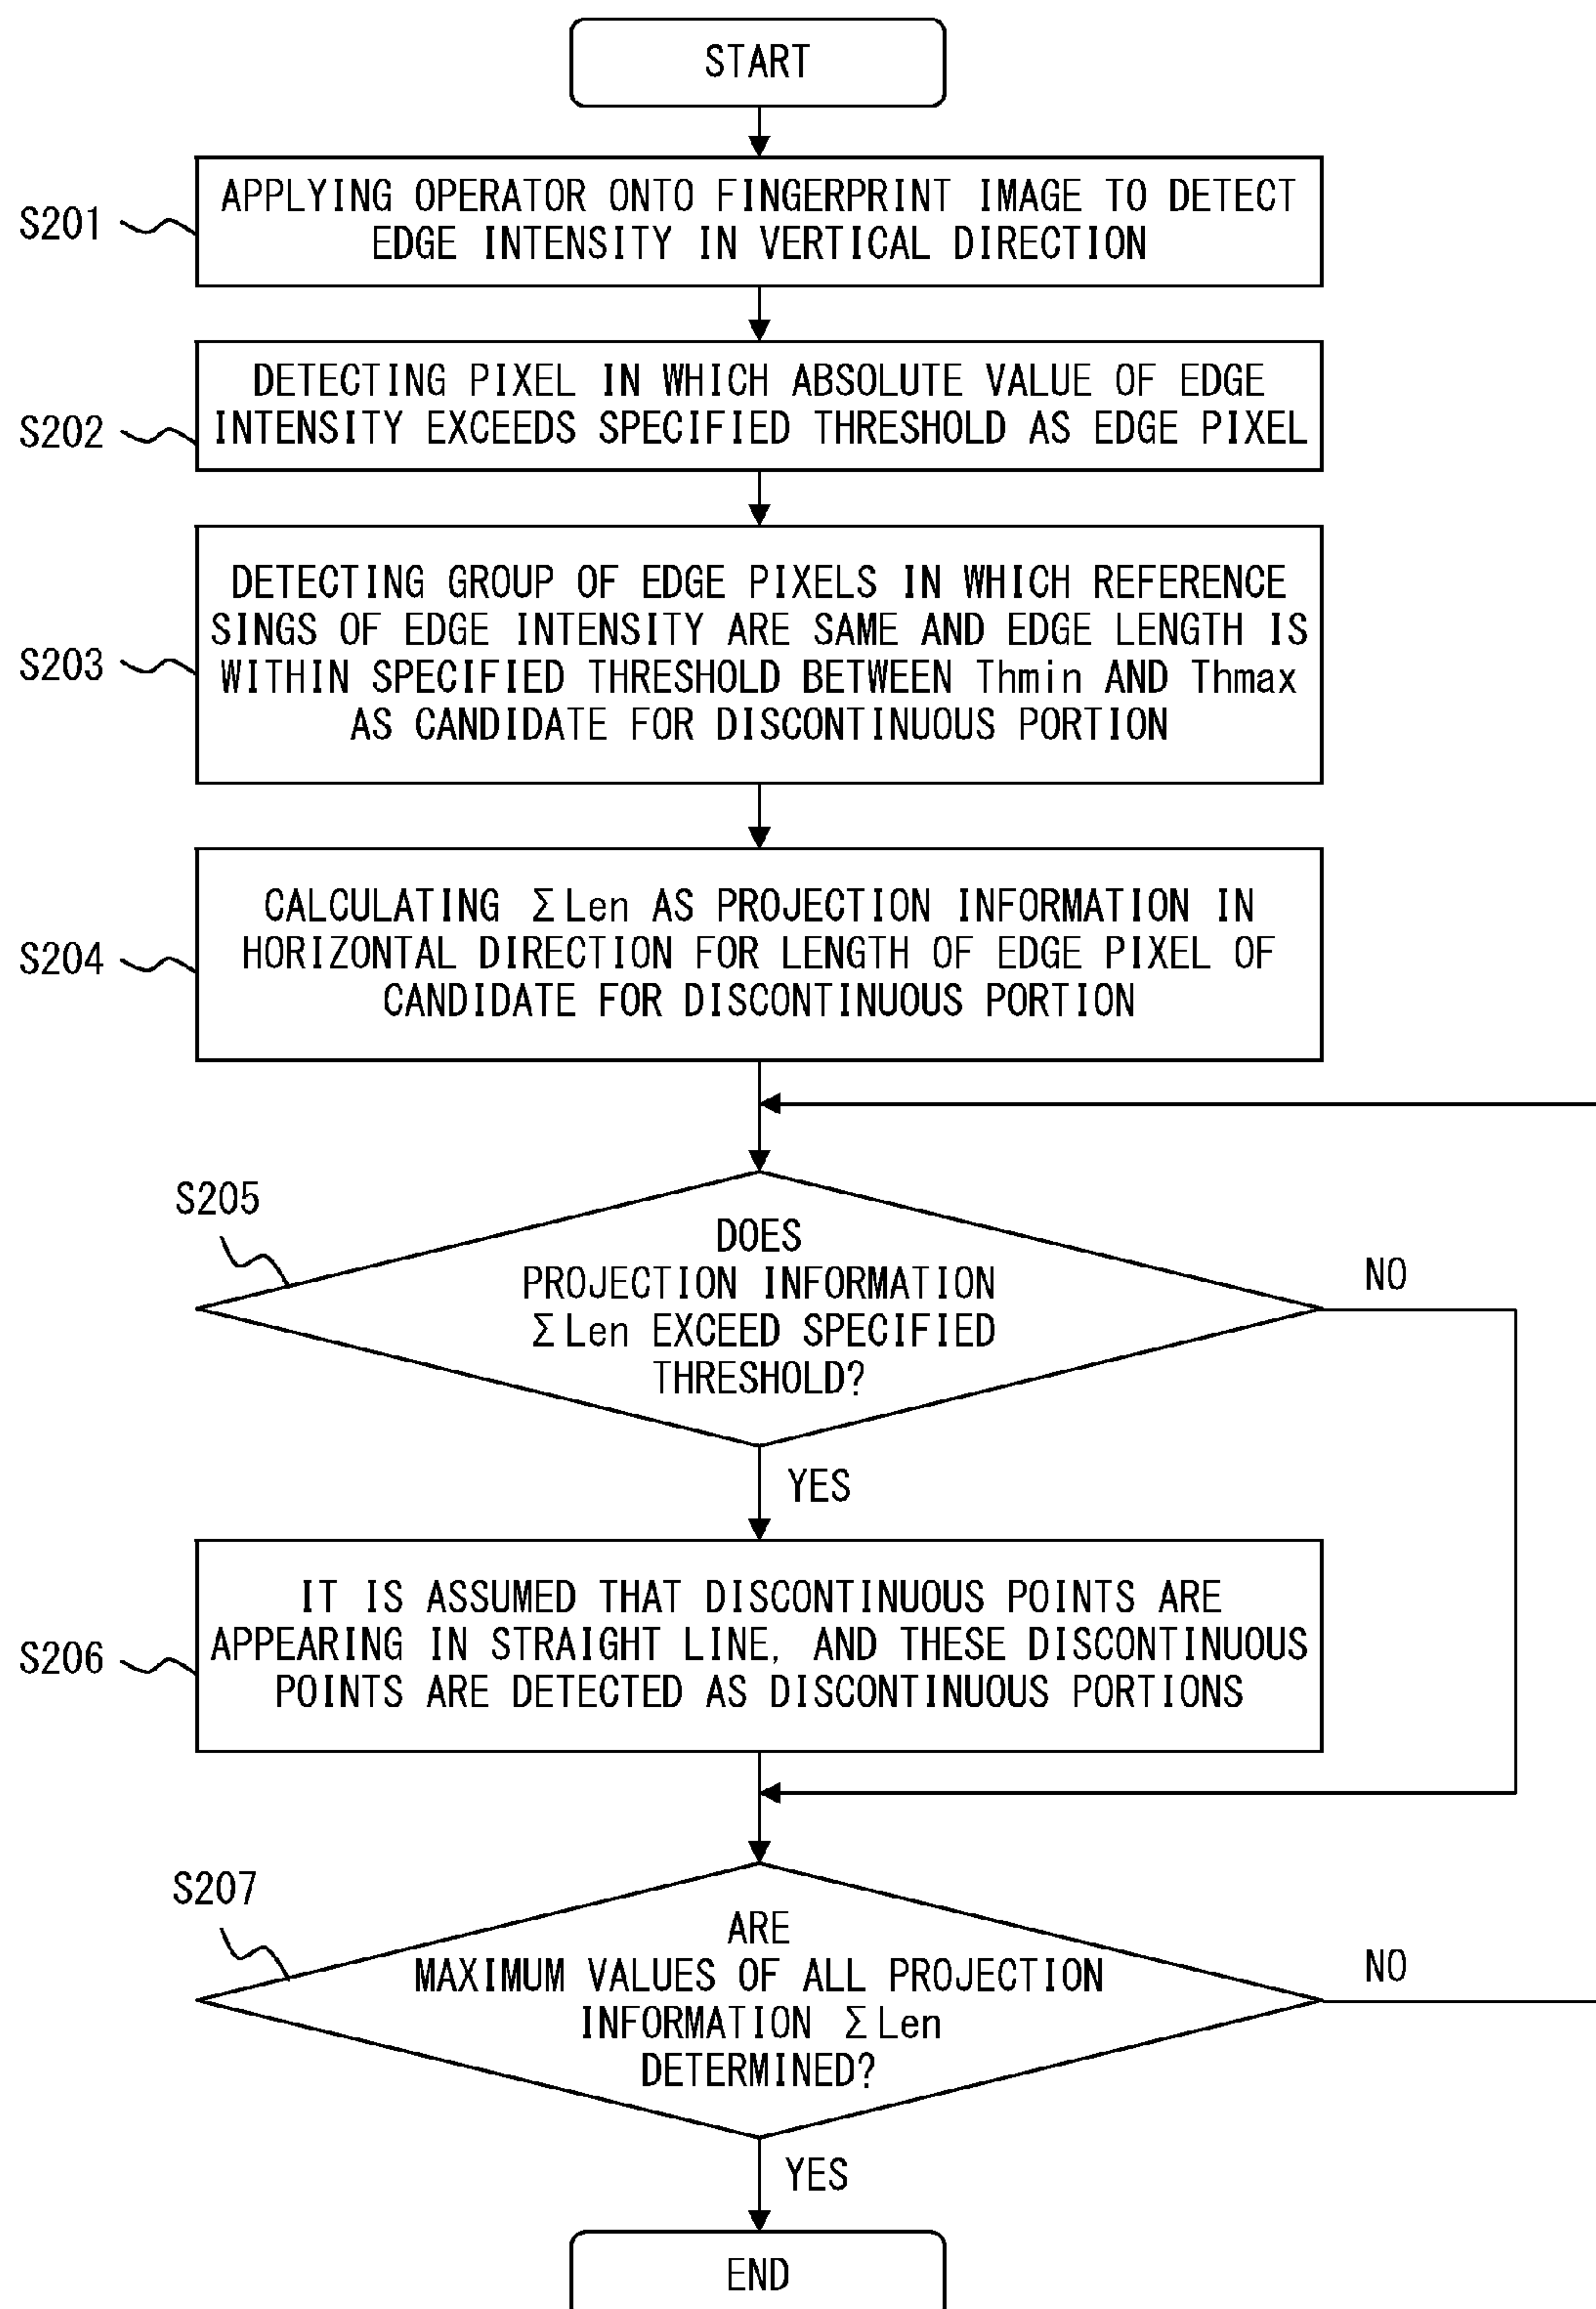 START
S201
APPLYING OPERATOR ONTO FINGERPRINT IMAGE TO DETECT
EDGE INTENSITY IN VERTICAL DIRECTION
S202
DETECTING PIXEL IN WHICH ABSOLUTE VALUE OF EDGE
INTENSITY EXCEEDS SPECIFIED THRESHOLD AS EDGE PIXEL
S203
DETECTING GROUP OF EDGE PIXELS IN WHICH REFERENCE
SINGS OF EDGE INTENSITY ARE SAME AND EDGE LENGTH IS
WITHIN SPECIFIED THRESHOLD BETWEEN Thmin AND Thmax
AS CANDIDATE FOR DISCONTINUOUS PORTION
S204
CALCULATING ΣLen AS PROJECTION INFORMATION IN
HORIZONTAL DIRECTION FOR LENGTH OF EDGE PIXEL OF
CANDIDATE FOR DISCONTINUOUS PORTION
S205
DOES
PROJECTION INFORMATION
ΣLen EXCEED SPECIFIED
THRESHOLD?
NO
YES
S206
IT IS ASSUMED THAT DISCONTINUOUS POINTS ARE
APPEARING IN STRAIGHT LINE, AND THESE DISCONTINUOUS
POINTS ARE DETECTED AS DISCONTINUOUS PORTIONS
S207
ARE
MAXIMUM VALUES OF ALL PROJECTION
INFORMATION ΣLen
DETERMINED?
NO
YES
END